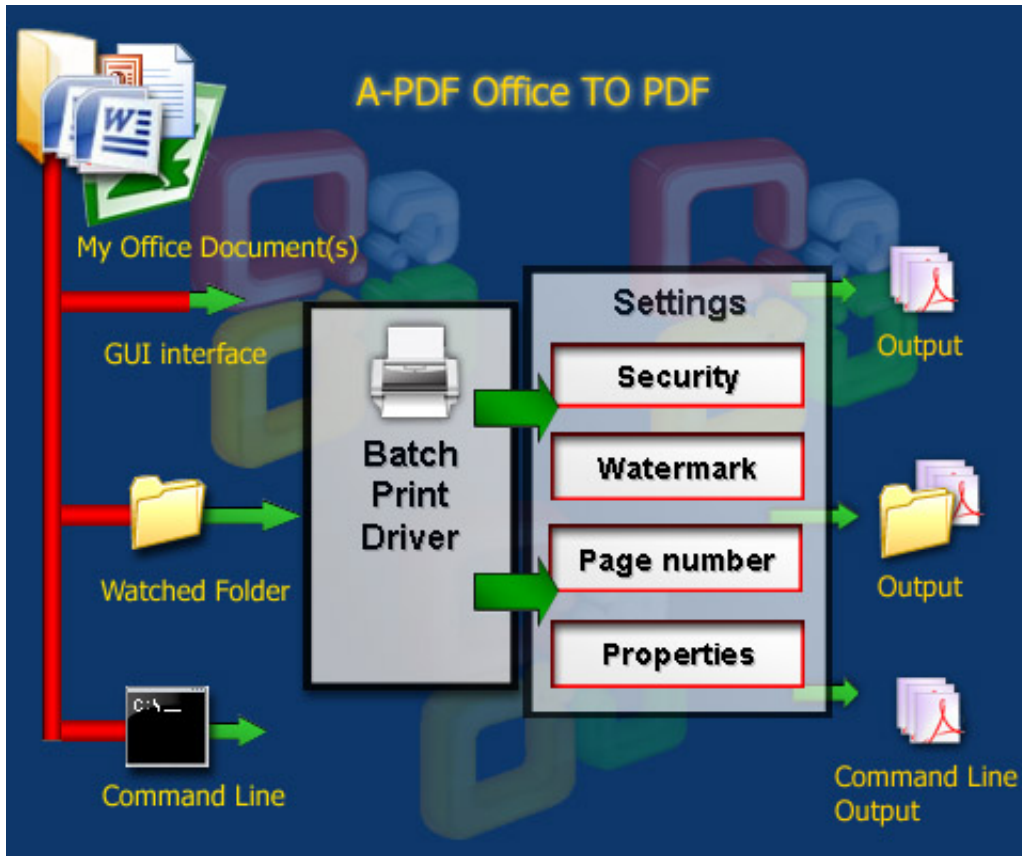 A-PDF Office TO PDF
My Office Document(s)
GUI interface
Watched Folder
C:\
Command Line
Batch
Print
Driver
Settings
Security
Watermark
Page number
Properties
Output
Output
Command Line
Output